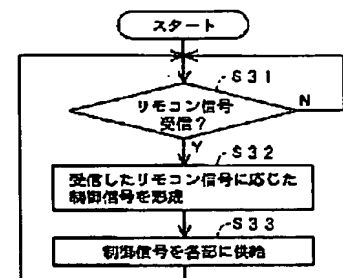 スタート
S31
リモコン信号
受信?
N
Y
S32
受信したリモコン信号に応じた
制御信号を形成
S33
制御信号を各部に供給